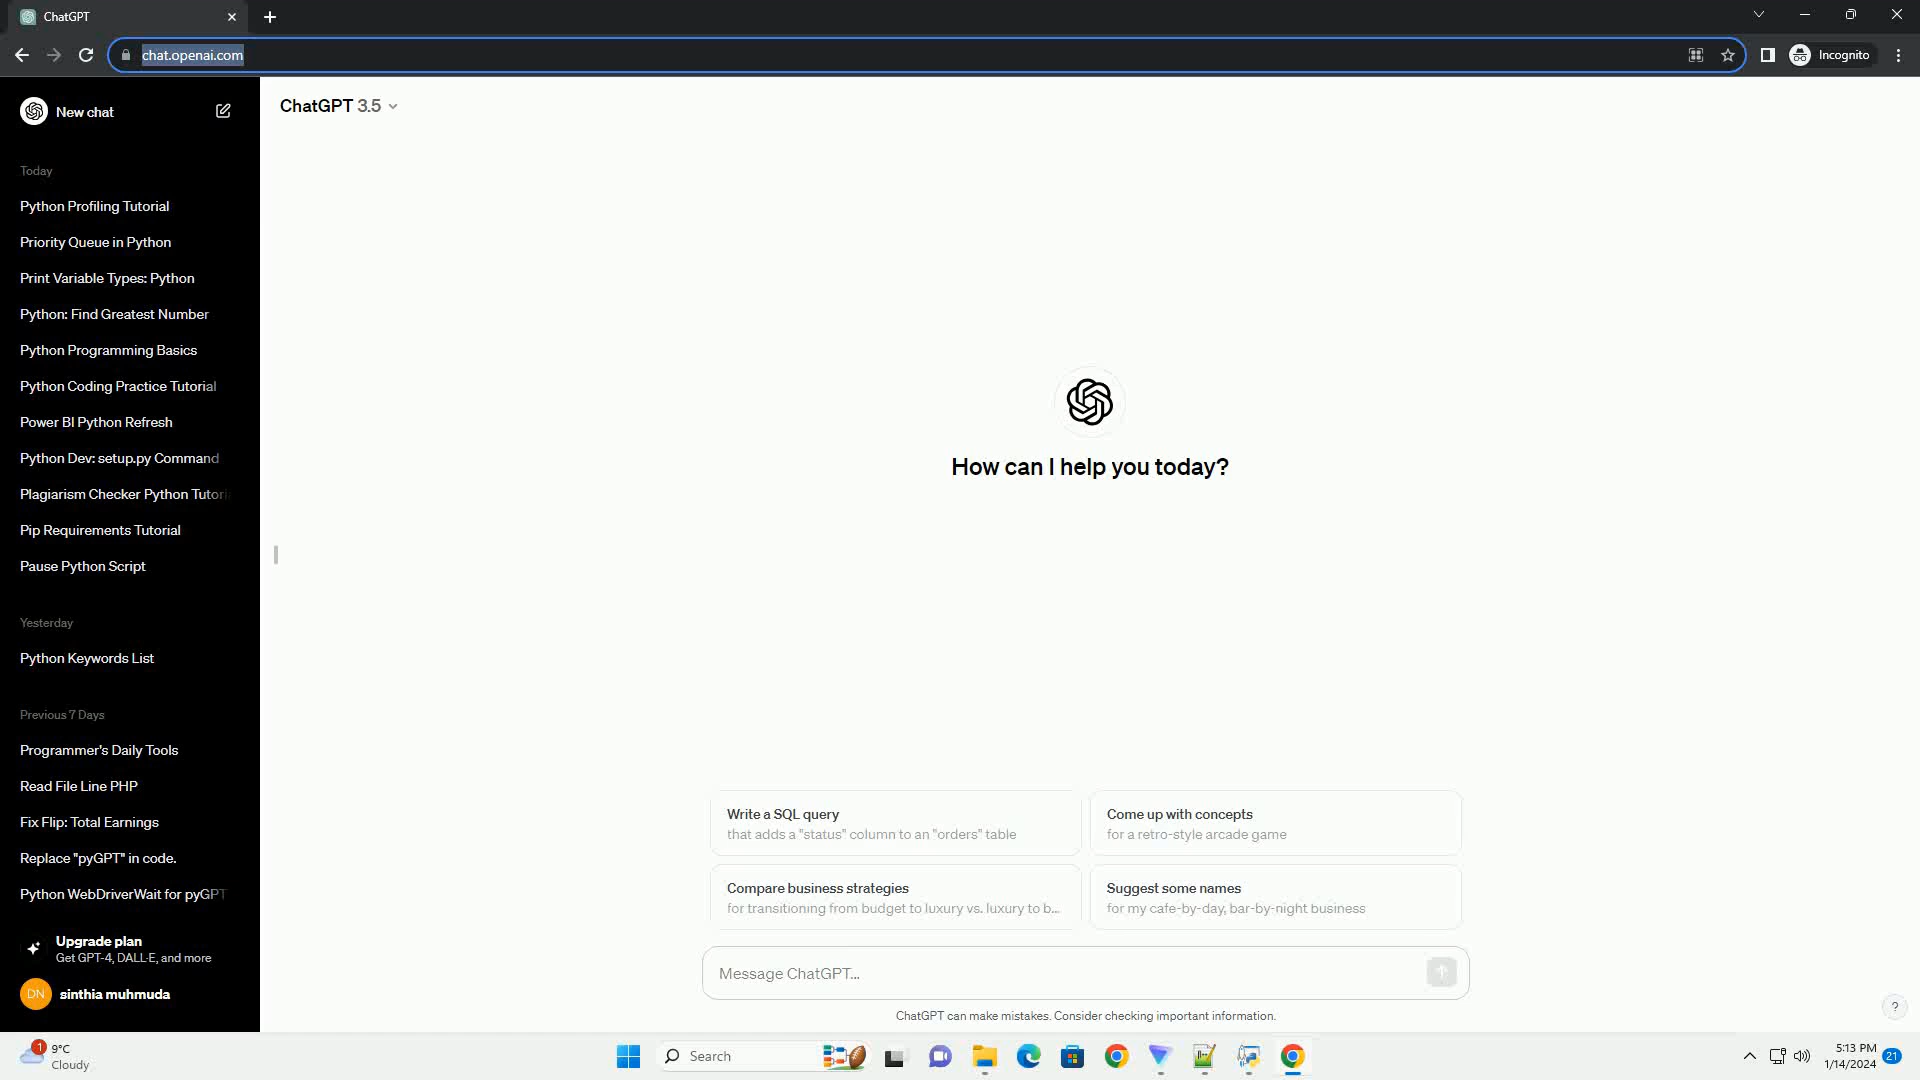 ChatGPT
chat.openai.com
Incognito
New chat
ChatGPT 3.5
Today
Python Profiling Tutorial
Priority Queue in Python
Print Variable Types: Python
Python: Find Greatest Number
Python Programming Basics
Python Coding Practice Tutorial
Power BI Python Refresh
Python Dev: setup.py Command
Plagiarism Checker Python Tutori
Pip Requirements Tutorial
Pause Python Script
Yesterday
Python Keywords List
Previous 7 Days
Programmer's Daily Tools
Read File Line PHP
Fix Flip: Total Earnings
Replace "pyGPT" in code.
Python WebDriverWait for pyGPT
Upgrade plan
Get GPT-4, DALL·E, and more
DN
sinthia muhmuda
How can I help you today?
Write a SQL query
that adds a "status" column to an "orders" table
Come up with concepts
for a retro-style arcade game
Compare business strategies
for transitioning from budget to luxury vs. luxury to b...
Suggest some names
for my cafe-by-day, bar-by-night business
Message ChatGPT...
ChatGPT can make mistakes. Consider checking important information.
?
1
9°C
Cloudy
Search
5:13 PM
1/14/2024
21